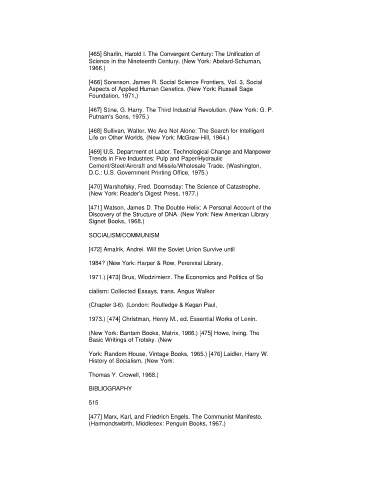 [465] Sharlin, Harold I. The Convergent Century: The Unification of
Science in the Nineteenth Century. (New York: Abelard-Schuman,
1966.)
[466] Sorenson, James R. Social Science Frontiers, Vol. 3, Social
Aspects of Applied Human Genetics. (New York: Russell Sage
Foundation, 1971.)
[467] Stine, G. Harry. The Third Industrial Revolution. (New York: G. P.
Putnam's Sons, 1975.)
[468] Sullivan, Walter, We Are Not Alone. The Search for Intelligent
Life on Other Worlds. (New York: McGraw-Hill, 1964.)
[469] U.S. Department of Labor. Technological Change and Manpower
Trends in Five Industries: Pulp and Paper/Hydraulic
Cement/Steel/Aircraft and Missile/Wholesale Trade. (Washington,
D.C.: U.S. Government Printing Office, 1975.)
[470] Warshofsky, Fred. Doomsday: The Science of Catastrophe.
(New York: Reader's Digest Press, 1977.)
[471] Watson, James D. The Double Helix: A Personal Account of the
Discovery of the Structure of DNA. (New York: New American Library
Signet Books, 1968.)
SOCIALISM/COMMUNISM
[472] Amalrik, Andrei. Will the Soviet Union Survive until
1984? (New York: Harper & Row, Perennial Library,
1971.) [473] Brus, Wlodzimierz. The Economics and Politics of So
cialism: Collected Essays, trans. Angus Walker
(Chapter 3-6). (London: Routledge & Kegan Paul,
1973.) [474] Christman, Henry M., ed. Essential Works of Lenin.
(New York: Bantam Books, Matrix, 1966.) [475] Howe, Irving. The
Basic Writings of Trotsky. (New
York: Random House, Vintage Books, 1965.) [476] Laidler, Harry W.
History of Socialism. (New York:
Thomas Y. Crowell, 1968.)
BIBLIOGRAPHY
515
[477] Marx, Karl, and Friedrich Engels. The Communist Manifesto.
(Harmondsworth, Middlesex: Penguin Books, 1967.)